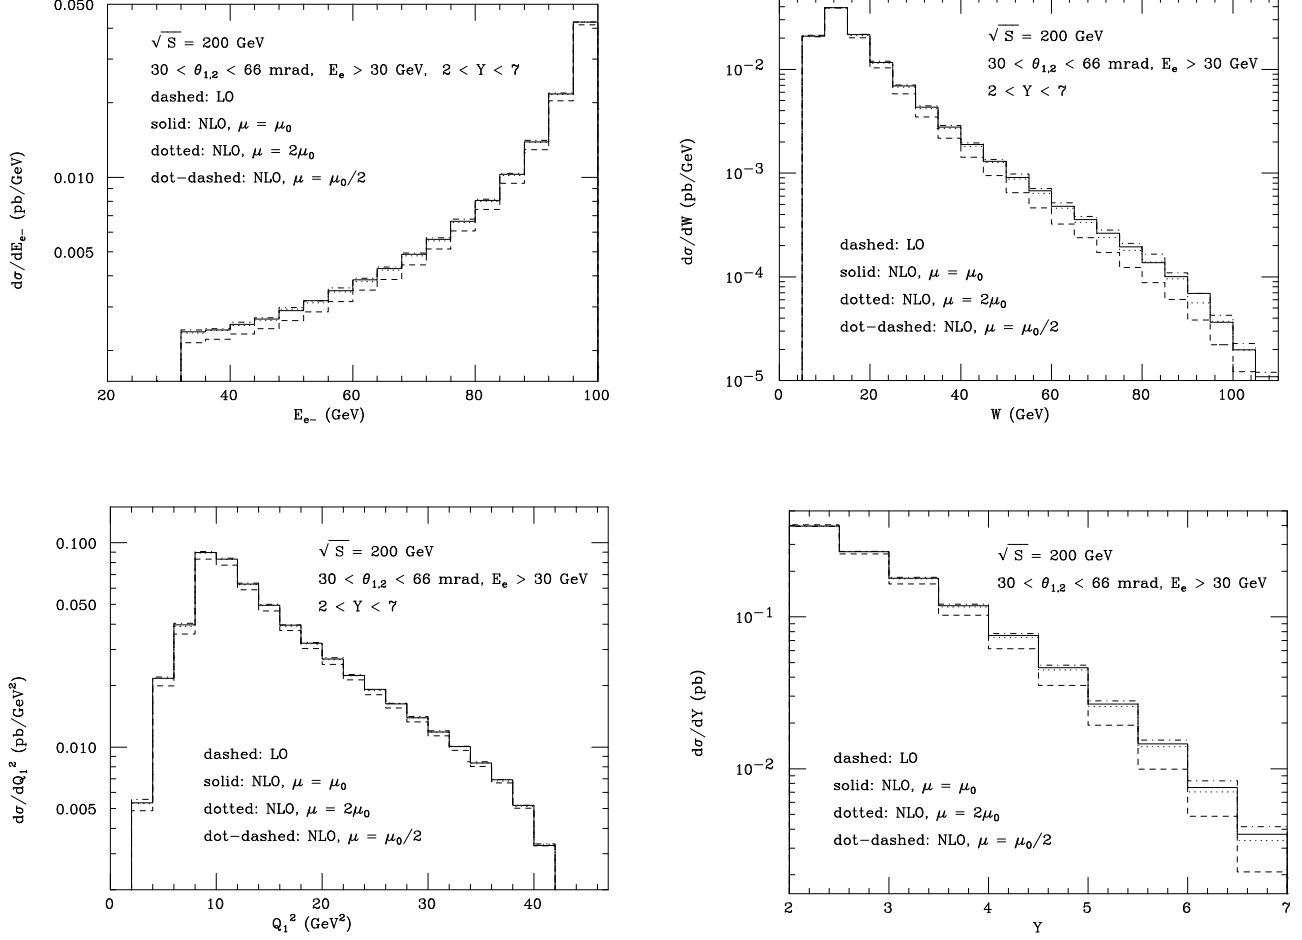 0.050
√S = 200 GeV
30 < θ1,2 < 66 mrad, Ee > 30 GeV, 2 < Y < 7
dashed: LO
solid: NLO, μ = μ0
dotted: NLO, μ = 2μ0
dot-dashed: NLO, μ = μ0/2
0.010
0.005
dσ/dEe− (pb/GeV)
20 40 60 80 100
Ee− (GeV)
√S = 200 GeV
30 < θ1,2 < 66 mrad, Ee > 30 GeV
2 < Y < 7
10−2
10−3
10−4
10−5
dσ/dW (pb/GeV)
dashed: LO
solid: NLO, μ = μ0
dotted: NLO, μ = 2μ0
dot-dashed: NLO, μ = μ0/2
0 20 40 60 80 100
W (GeV)
0.100
0.050
0.010
0.005
√S = 200 GeV
30 < θ1,2 < 66 mrad, Ee > 30 GeV
2 < Y < 7
dσ/dQ1² (pb/GeV²)
dashed: LO
solid: NLO, μ = μ0
dotted: NLO, μ = 2μ0
dot-dashed: NLO, μ = μ0/2
0 10 20 30 40
Q1² (GeV²)
√S = 200 GeV
30 < θ1,2 < 66 mrad, Ee > 30 GeV
10−1
10−2
dσ/dY (pb)
dashed: LO
solid: NLO, μ = μ0
dotted: NLO, μ = 2μ0
dot-dashed: NLO, μ = μ0/2
2 3 4 5 6 7
Y